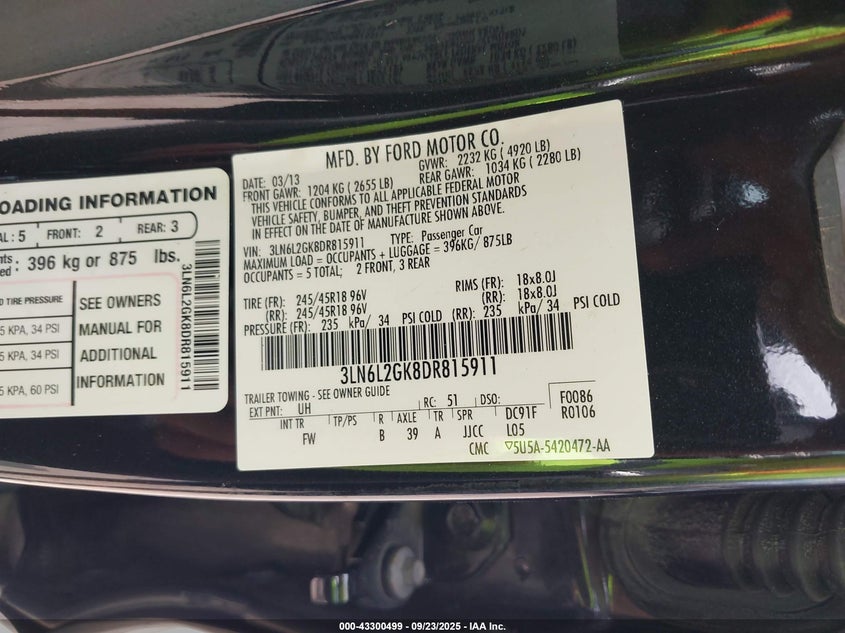 OADING INFORMATION
AL: 5 FRONT: 2 REAR: 3
396 kg or 875 lbs.
TIRE PRESSURE
5 KPA, 34 PSI
5 KPA, 34 PSI
5 KPA, 60 PSI
SEE OWNERS
MANUAL FOR
ADDITIONAL
INFORMATION
3LN6L2GK8DR815911
MFD. BY FORD MOTOR CO.
DATE: 03/13 GVWR: 2232 KG ( 4920 LB)
FRONT GAWR: 1204 KG ( 2655 LB) REAR GAWR: 1034 KG ( 2280 LB)
THIS VEHICLE CONFORMS TO ALL APPLICABLE FEDERAL MOTOR
VEHICLE SAFETY, BUMPER, AND THEFT PREVENTION STANDARDS
IN EFFECT ON THE DATE OF MANUFACTURE SHOWN ABOVE.
VIN: 3LN6L2GK8DR815911 TYPE: Passenger Car
MAXIMUM LOAD = OCCUPANTS + LUGGAGE = 396KG/ 875LB
OCCUPANTS = 5 TOTAL; 2 FRONT, 3 REAR
TIRE (FR): 245/45R18 96V RIMS (FR): 18x8.0J
(RR): 245/45R18 96V (RR): 18x8.0J
PRESSURE (FR): 235 kPa/ 34 PSI COLD (RR): 235 kPa/ 34 PSI COLD
3LN6L2GK8DR815911
TRAILER TOWING - SEE OWNER GUIDE
EXT PNT: UH RC: 51 DSO: F0086
INT TR TP/PS R AXLE TR SPR DC91F R0106
FW B 39 A JJCC L05
CMC 5U5A-5420472-AA
000-43300499 - 09/23/2025 - IAA Inc.